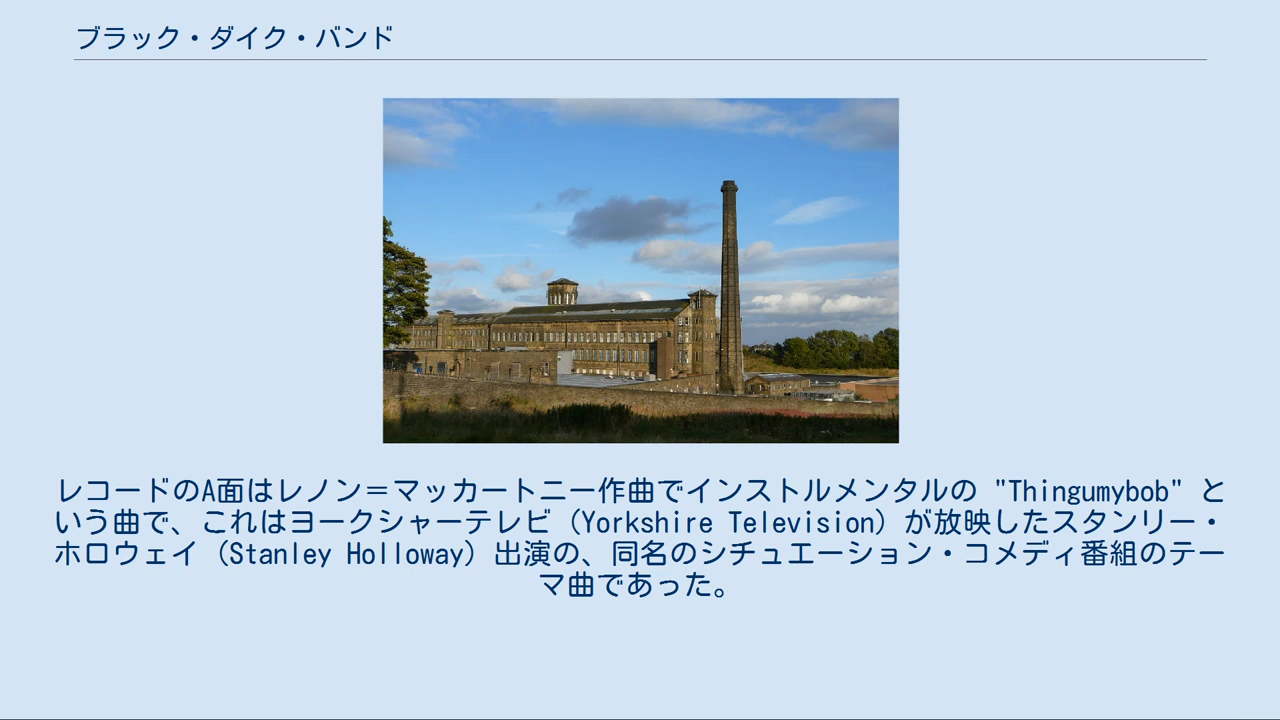 ブラック・ダイク・バンド
レコードのA面はレノン＝マッカートニー作曲でインストルメンタルの "Thingumybob" と
いう曲で、これはヨークシャーテレビ（Yorkshire Television）が放映したスタンリー・
ホロウェイ（Stanley Holloway）出演の、同名のシチュエーション・コメディ番組のテー
マ曲であった。